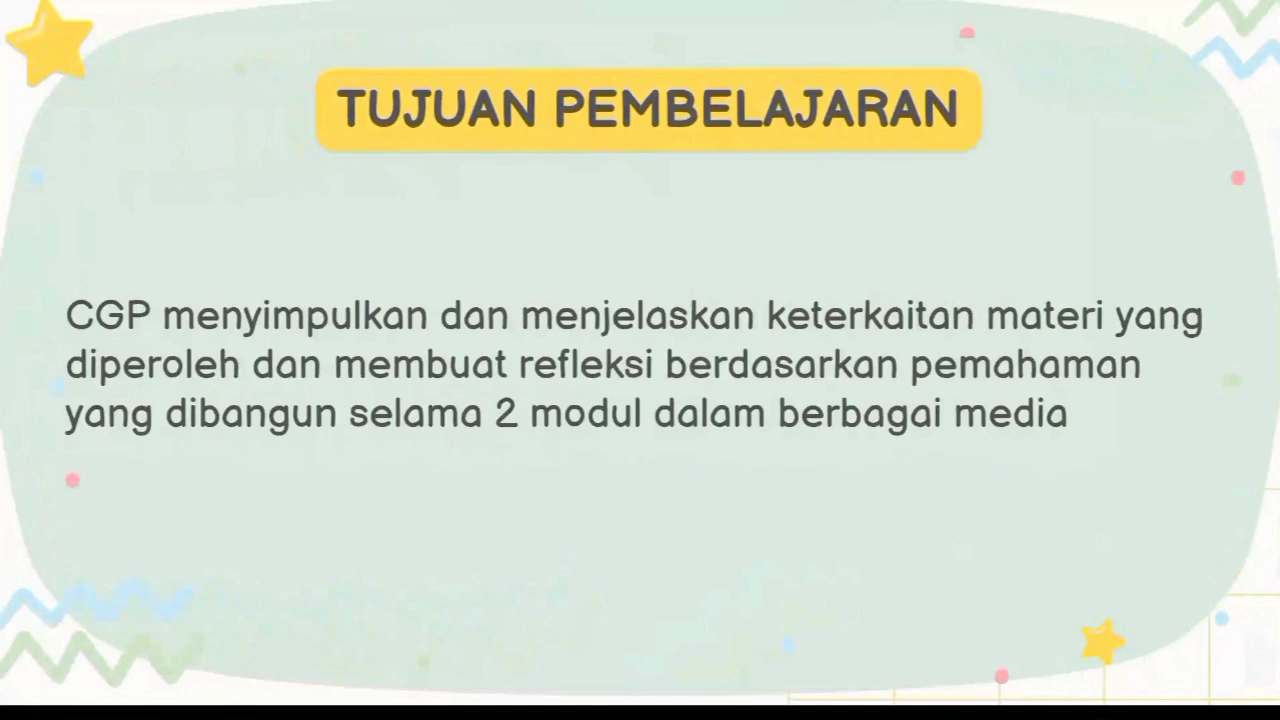 TUJUAN PEMBELAJARAN
CGP menyimpulkan dan menjelaskan keterkaitan materi yang
diperoleh dan membuat refleksi berdasarkan pemahaman
yang dibangun selama 2 modul dalam berbagai media